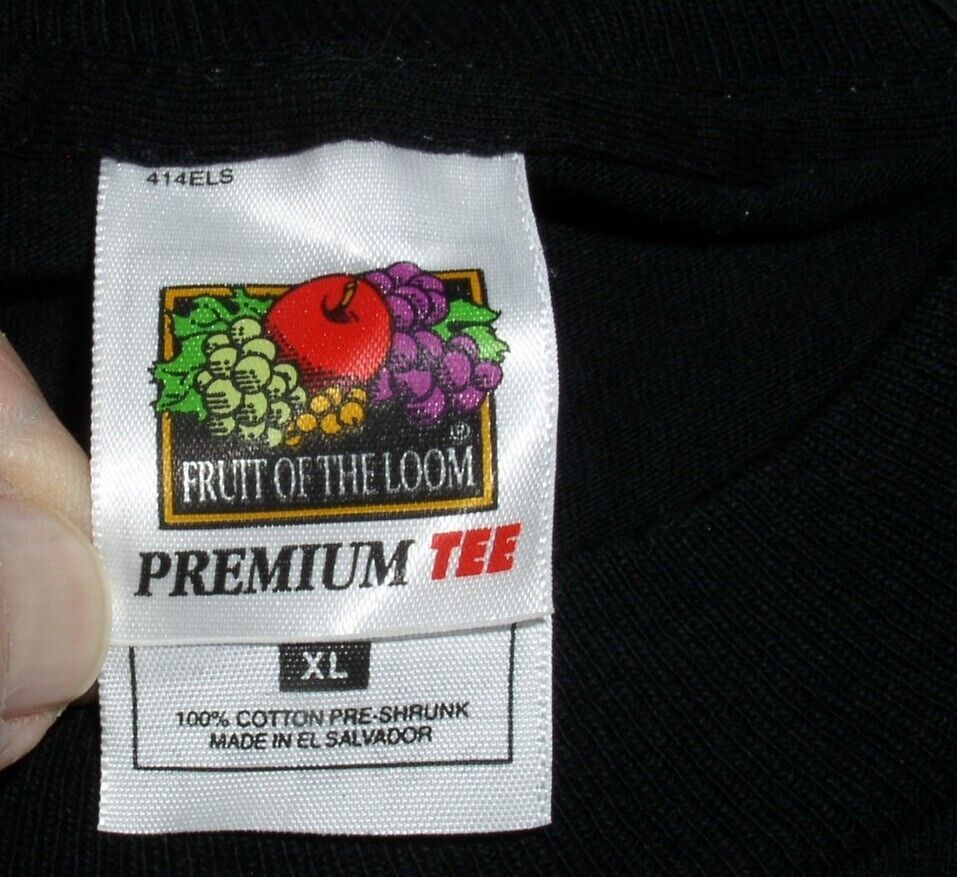 414ELS
®
FRUIT OF THE LOOM
PREMIUM TEE
XL
100% COTTON PRE-SHRUNK
MADE IN EL SALVADOR